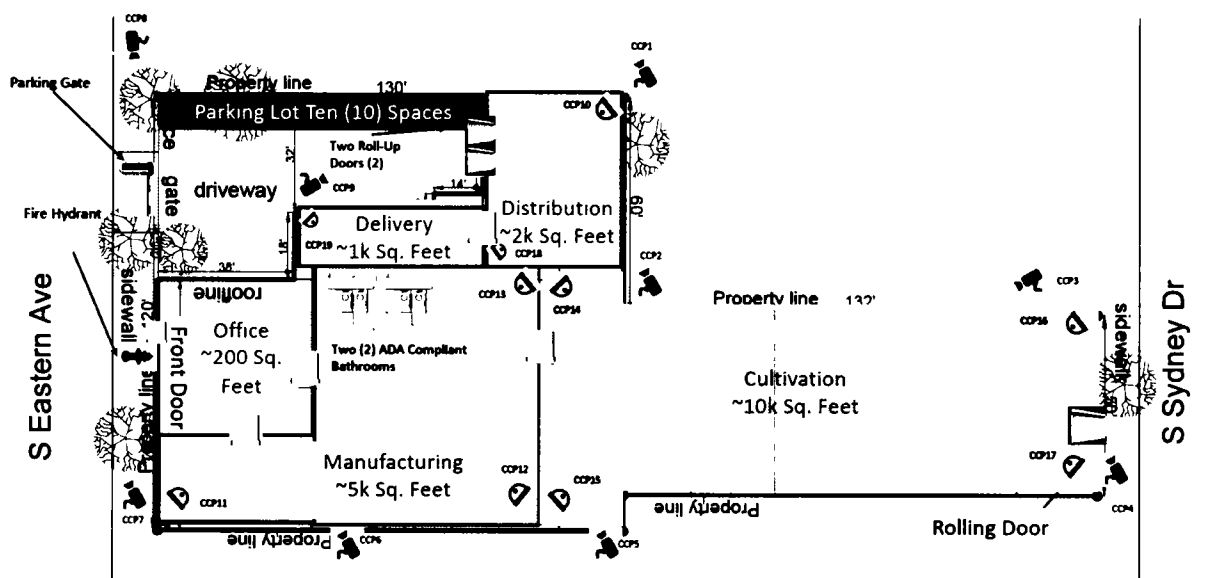 CCP8
CCP1
Parking Gate
Property line
130'
Parking Lot Ten (10) Spaces
CCP10
Two Roll-Up
Doors (2)
32'
14'
CCP9
gate
driveway
60'
Fire Hydrant
Delivery
~1k Sq. Feet
Distribution
~2k Sq. Feet
CCP19
18'
CCP18
38'
CCP2
CCP13
CCP14
CCP3
roofline
sidewall
Property line
132'
S Eastern Ave
Front Door
Office
~200 Sq.
Feet
Two (2) ADA Compliant
Bathrooms
CCP16
sidewalk
Cultivation
~10k Sq. Feet
S Sydney Dr
Manufacturing
~5k Sq. Feet
CCP12
CCP15
CCP17
CCP11
CCP7
Property line
CCP4
Rolling Door
Property line
CCP6
CCP5